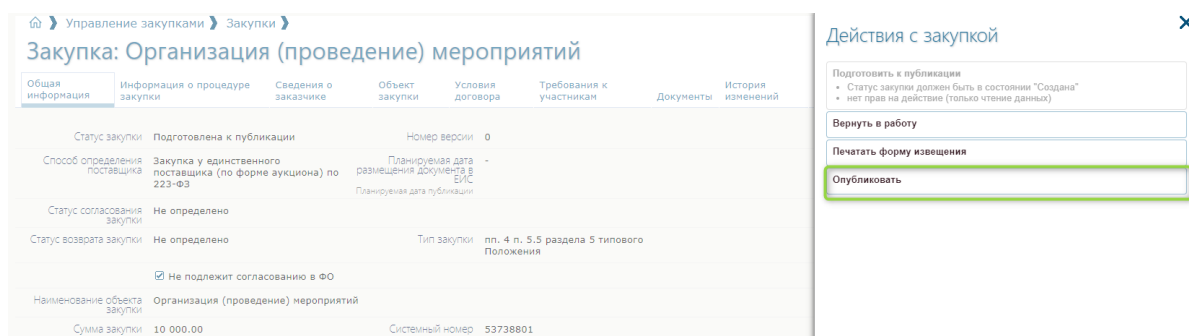 Управление закупками ❱ Закупки ❱
Закупка: Организация (проведение) мероприятий
Общая информация
Информация о процедуре закупки
Сведения о заказчике
Объект закупки
Условия договора
Требования к участникам
Документы
История изменений
Статус закупки Подготовлена к публикации Номер версии 0
Способ определения поставщика Закупка у единственного поставщика (по форме аукциона) по 223-ФЗ
Планируемая дата размещения документа в ЕИС -
Планируемая дата публикации
Статус согласования закупки Не определено
Статус возврата закупки Не определено Тип закупки пп. 4 п. 5.5 раздела 5 типового Положения
Не подлежит согласованию в ФО
Наименование объекта закупки Организация (проведение) мероприятий
Сумма закупки 10 000.00 Системный номер 53738801
Действия с закупкой
Подготовить к публикации
• Статус закупки должен быть в состоянии "Создана"
• нет прав на действие (только чтение данных)
Вернуть в работу
Печатать форму извещения
Опубликовать